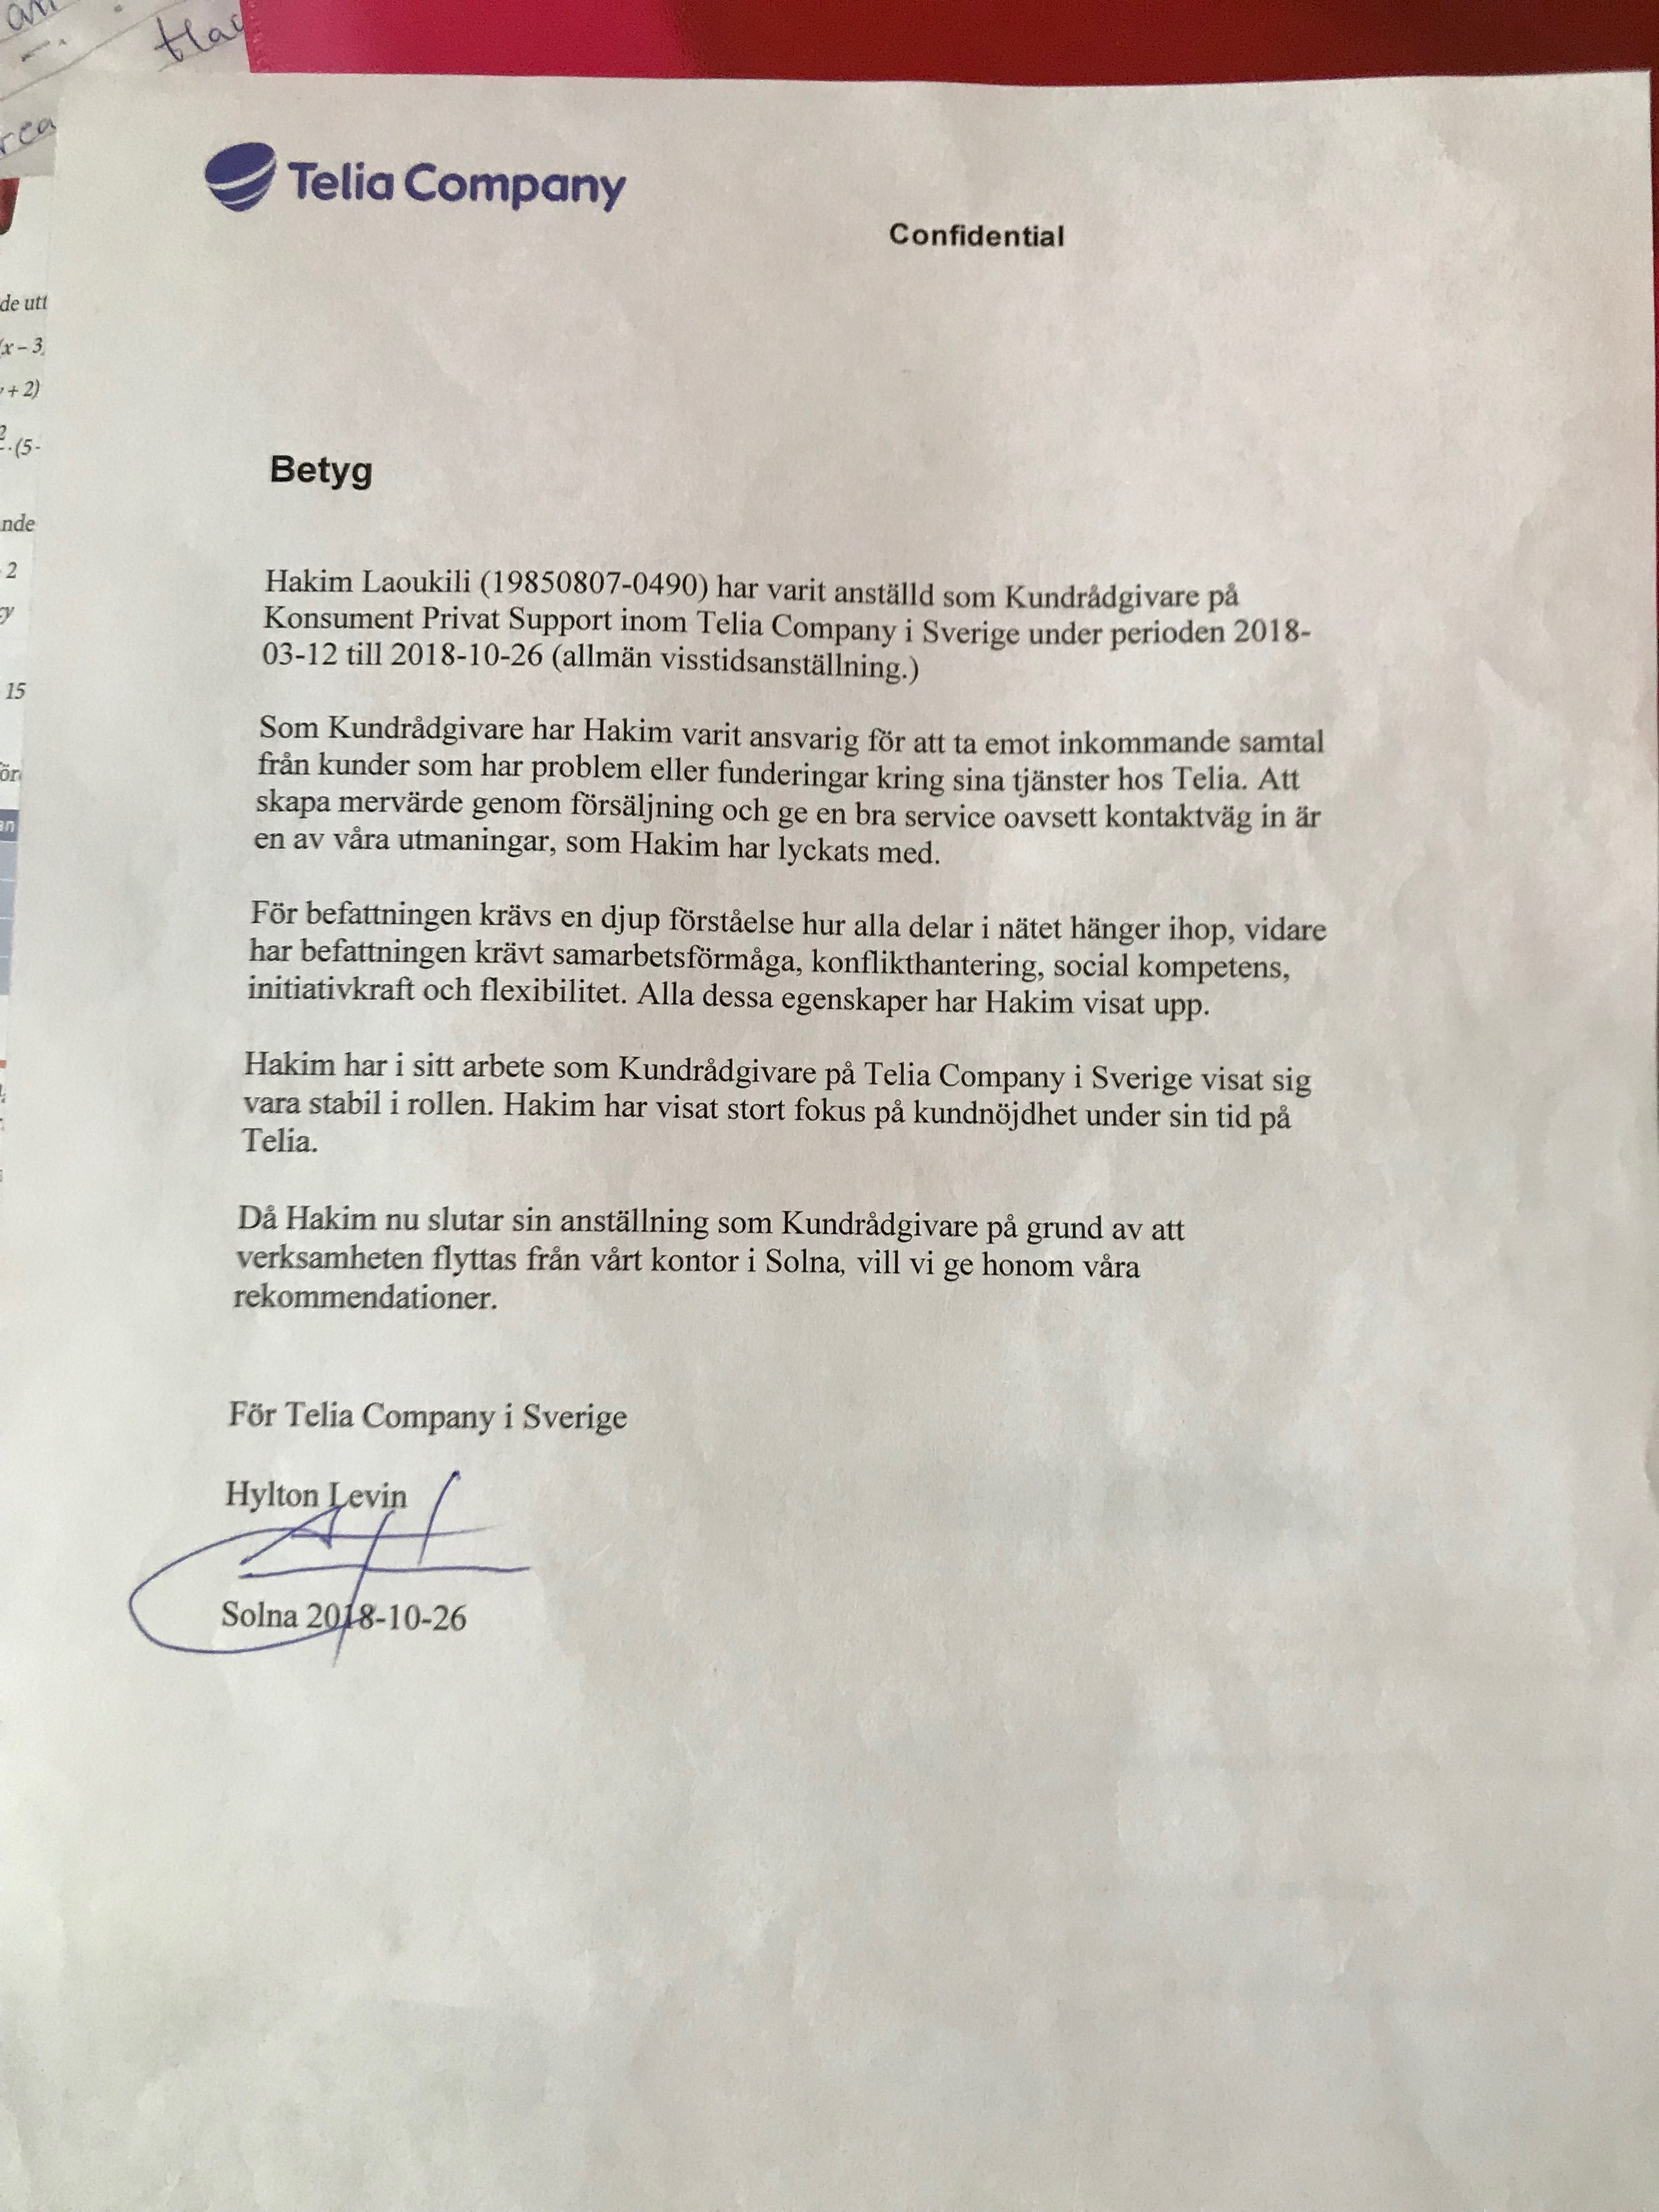 Telia Company
Confidential
Betyg
Hakim Laoukili (19850807-0490) har varit anställd som Kundrådgivare på
Konsument Privat Support inom Telia Company i Sverige under perioden 2018-
03-12 till 2018-10-26 (allmän visstidsanställning.)
Som Kundrådgivare har Hakim varit ansvarig för att ta emot inkommande samtal
från kunder som har problem eller funderingar kring sina tjänster hos Telia. Att
skapa mervärde genom försäljning och ge en bra service oavsett kontaktväg in är
en av våra utmaningar, som Hakim har lyckats med.
För befattningen krävs en djup förståelse hur alla delar i nätet hänger ihop, vidare
har befattningen krävt samarbetsförmåga, konflikthantering, social kompetens,
initiativkraft och flexibilitet. Alla dessa egenskaper har Hakim visat upp.
Hakim har i sitt arbete som Kundrådgivare på Telia Company i Sverige visat sig
vara stabil i rollen. Hakim har visat stort fokus på kundnöjdhet under sin tid på
Telia.
Då Hakim nu slutar sin anställning som Kundrådgivare på grund av att
verksamheten flyttas från vårt kontor i Solna, vill vi ge honom våra
rekommendationer.
För Telia Company i Sverige
Hylton Levin
Solna 2018-10-26
de utt
(x – 3
+ 2)
(5-
nde
2
15